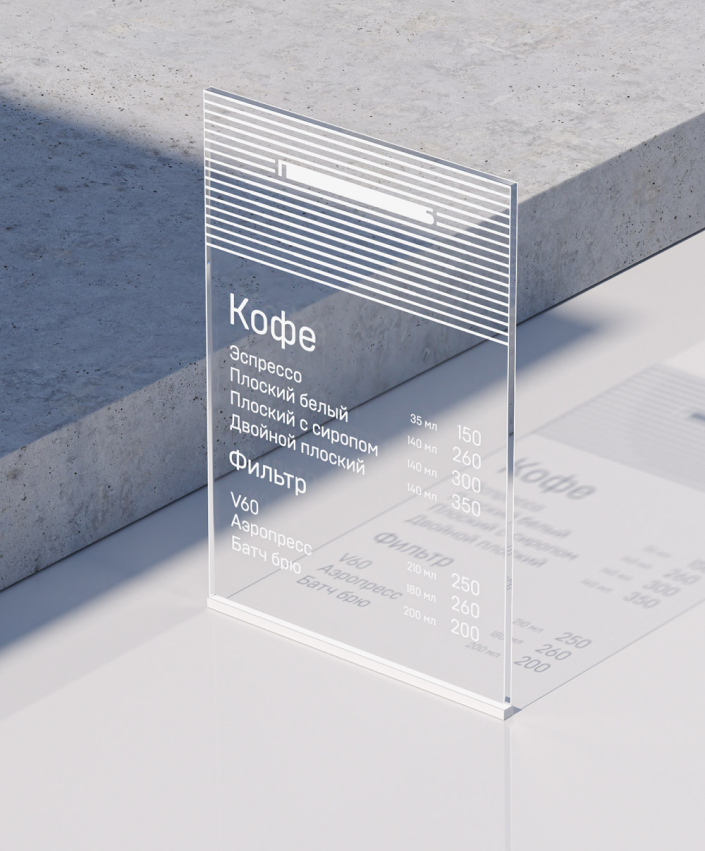 Кофе
Эспрессо 35 мл 150
Плоский белый 140 мл 260
Плоский с сиропом 140 мл 300
Двойной плоский 140 мл 350
Фильтр
V60 210 мл 250
Аэропресс 180 мл 260
Батч брю 200 мл 200